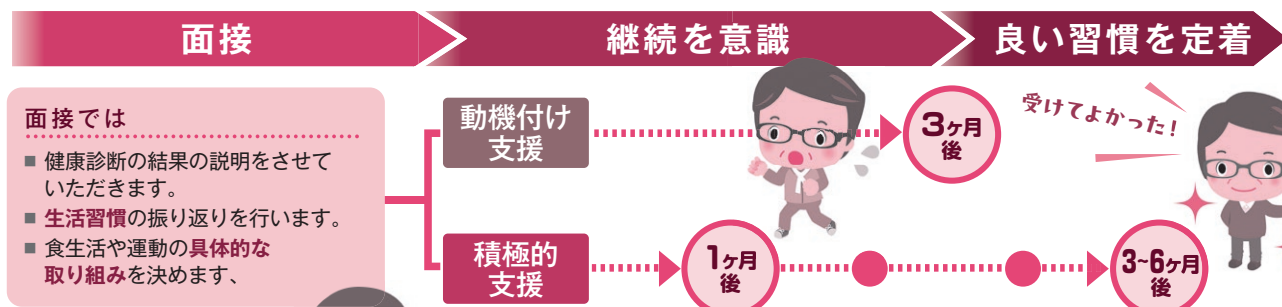 面接
継続を意識
良い習慣を定着
面接では
■ 健康診断の結果の説明をさせて
いただきます。
■ 生活習慣の振り返りを行います。
■ 食生活や運動の具体的な
取り組みを決めます、
動機付け
支援
3ヶ月
後
受けてよかった!
積極的
支援
1ヶ月
後
3~6ヶ月
後